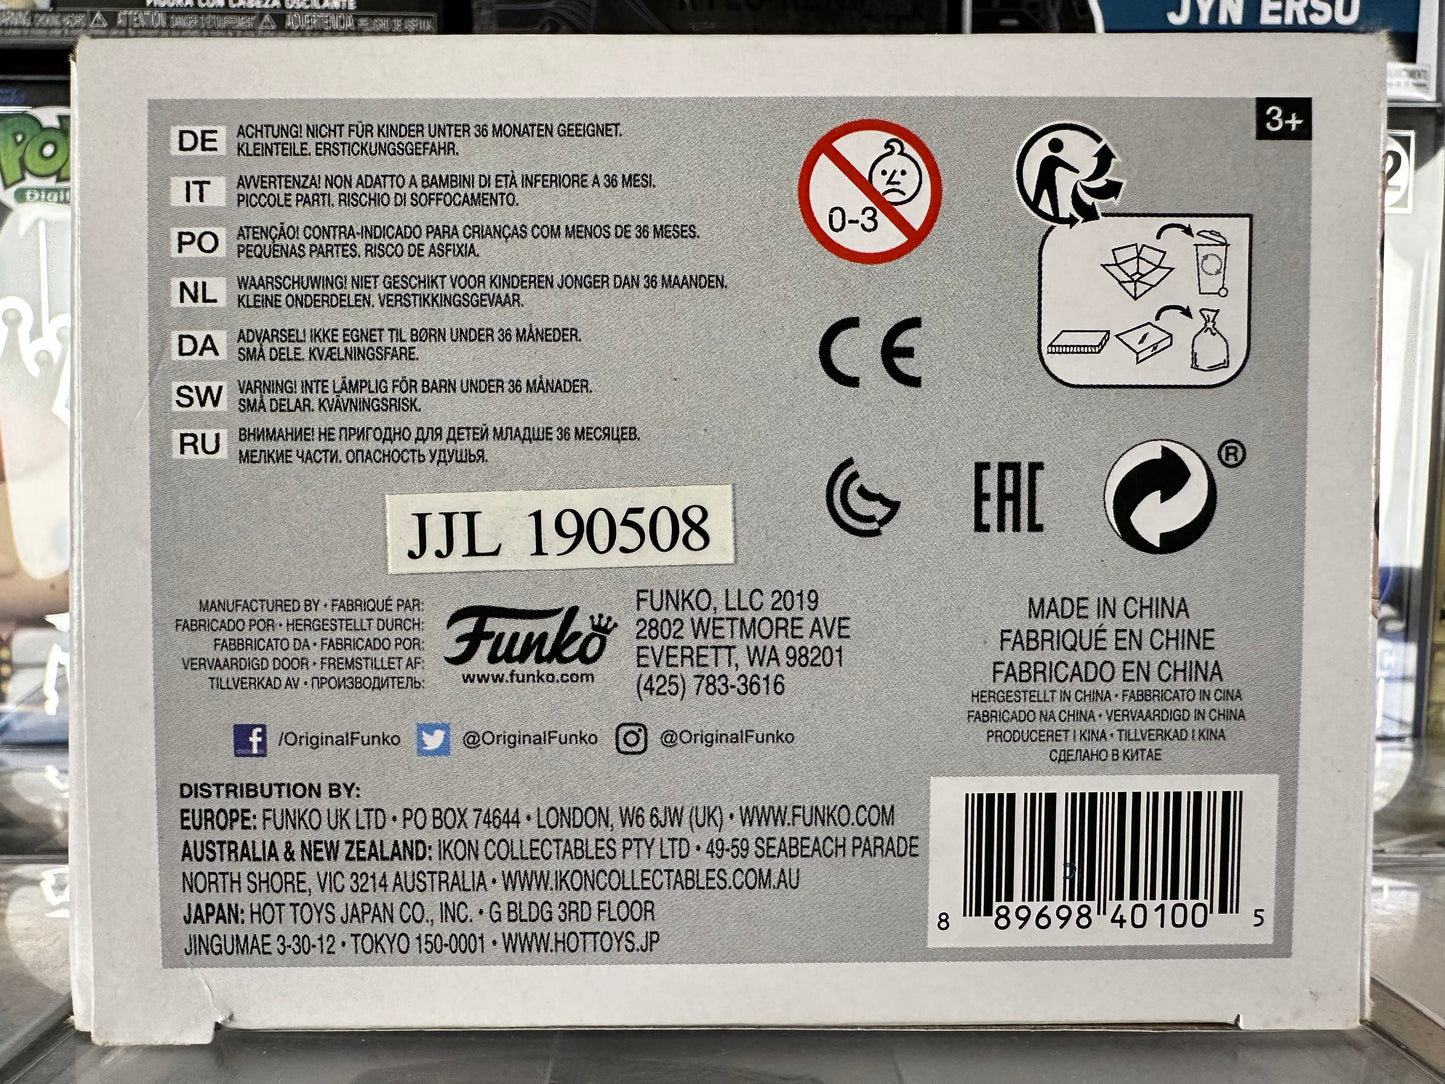 FIGURA CON CABEZA OSCILANTE
JYN ERSO
3+
DE
ACHTUNG! NICHT FÜR KINDER UNTER 36 MONATEN GEEIGNET.
KLEINTEILE. ERSTICKUNGSGEFAHR.
IT
AVVERTENZA! NON ADATTO A BAMBINI DI ETÀ INFERIORE A 36 MESI.
PICCOLE PARTI. RISCHIO DI SOFFOCAMENTO.
PO
ATENÇÃO! CONTRA-INDICADO PARA CRIANÇAS COM MENOS DE 36 MESES.
PEQUENAS PARTES. RISCO DE ASFIXIA.
NL
WAARSCHUWING! NIET GESCHIKT VOOR KINDEREN JONGER DAN 36 MAANDEN.
KLEINE ONDERDELEN. VERSTIKKINGSGEVAAR.
DA
ADVARSEL! IKKE EGNET TIL BØRN UNDER 36 MÅNEDER.
SMÅ DELE. KVÆLNINGSFARE.
SW
VARNING! INTE LÄMPLIG FÖR BARN UNDER 36 MÅNADER.
SMÅ DELAR. KVÄVNINGSRISK.
RU
ВНИМАНИЕ! НЕ ПРИГОДНО ДЛЯ ДЕТЕЙ МЛАДШЕ 36 МЕСЯЦЕВ.
МЕЛКИЕ ЧАСТИ. ОПАСНОСТЬ УДУШЬЯ.
0-3
CE
EAC
®
JJL 190508
MANUFACTURED BY • FABRIQUÉ PAR:
FABRICADO POR • HERGESTELLT DURCH:
FABBRICATO DA • FABRICADO POR:
VERVAARDIGD DOOR • FREMSTILLET AF:
TILLVERKAD AV • ПРОИЗВОДИТЕЛЬ:
Funko
www.funko.com
FUNKO, LLC 2019
2802 WETMORE AVE
EVERETT, WA 98201
(425) 783-3616
MADE IN CHINA
FABRIQUÉ EN CHINE
FABRICADO EN CHINA
HERGESTELLT IN CHINA • FABBRICATO IN CINA
FABRICADO NA CHINA • VERVAARDIGD IN CHINA
PRODUCERET I KINA • TILLVERKAD I KINA
СДЕЛАНО В КИТАЕ
f /OriginalFunko @OriginalFunko @OriginalFunko
DISTRIBUTION BY:
EUROPE: FUNKO UK LTD • PO BOX 74644 • LONDON, W6 6JW (UK) • WWW.FUNKO.COM
AUSTRALIA & NEW ZEALAND: IKON COLLECTABLES PTY LTD • 49-59 SEABEACH PARADE
NORTH SHORE, VIC 3214 AUSTRALIA • WWW.IKONCOLLECTABLES.COM.AU
JAPAN: HOT TOYS JAPAN CO., INC. • G BLDG 3RD FLOOR
JINGUMAE 3-30-12 • TOKYO 150-0001 • WWW.HOTTOYS.JP
8 89698 40100 5